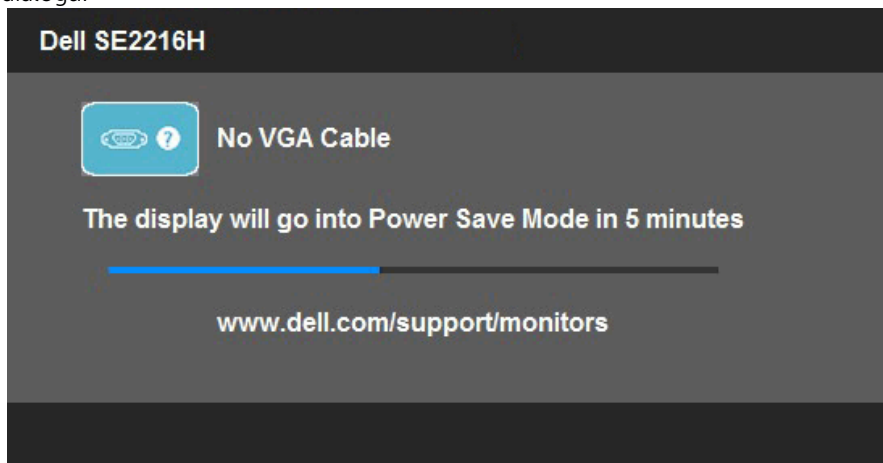 Dell SE2216H
?
No VGA Cable
The display will go into Power Save Mode in 5 minutes
www.dell.com/support/monitors